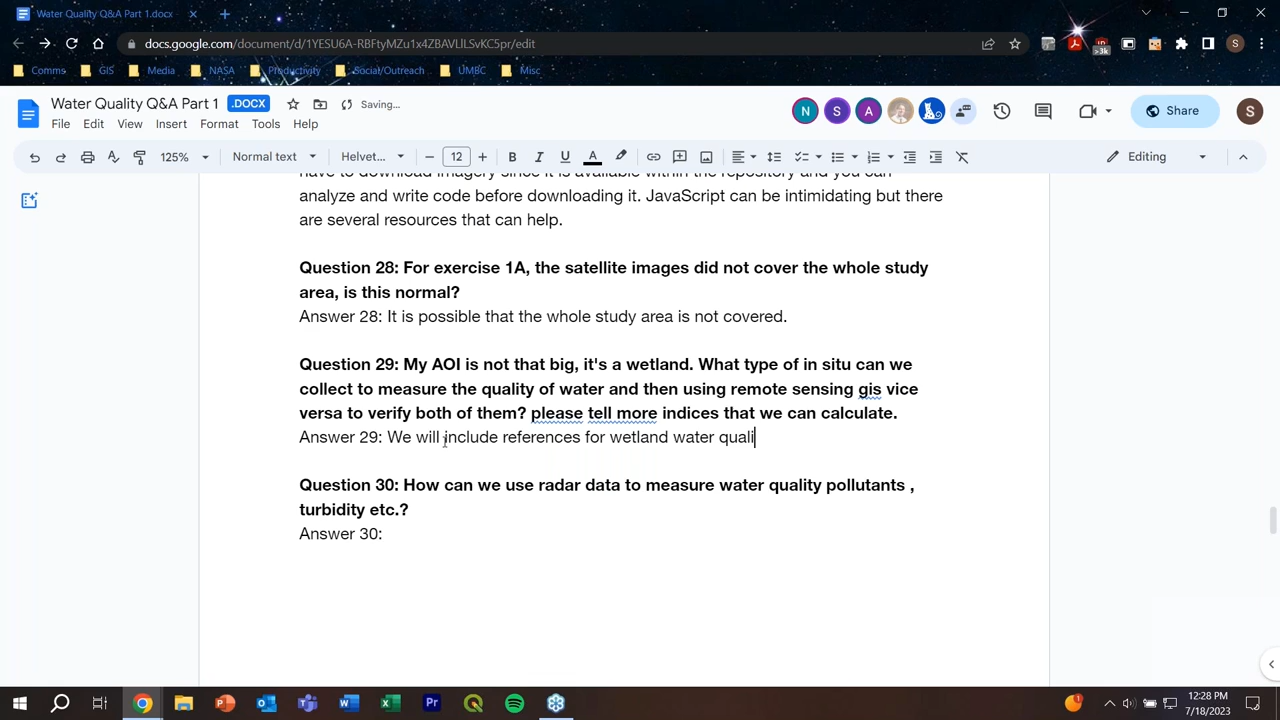 Water Quality Q&A Part 1.docx
docs.google.com/document/d/1YESU6A-RBFtyMZu1x4ZBAVLlLSvKC5pr/edit
Comms GIS Media NASA Productivity Social/Outreach UMBC Misc
>3k
S
Water Quality Q&A Part 1 .DOCX Saving...
N S A Share S
File Edit View Insert Format Tools Help
125% Normal text Helvet... 12 B I U A Editing
have to download imagery since it is available within the repository and you can
analyze and write code before downloading it. JavaScript can be intimidating but there
are several resources that can help.
Question 28: For exercise 1A, the satellite images did not cover the whole study
area, is this normal?
Answer 28: It is possible that the whole study area is not covered.
Question 29: My AOI is not that big, it's a wetland. What type of in situ can we
collect to measure the quality of water and then using remote sensing gis vice
versa to verify both of them? please tell more indices that we can calculate.
Answer 29: We will include references for wetland water quali
Question 30: How can we use radar data to measure water quality pollutants ,
turbidity etc.?
Answer 30:
12:28 PM
7/18/2023